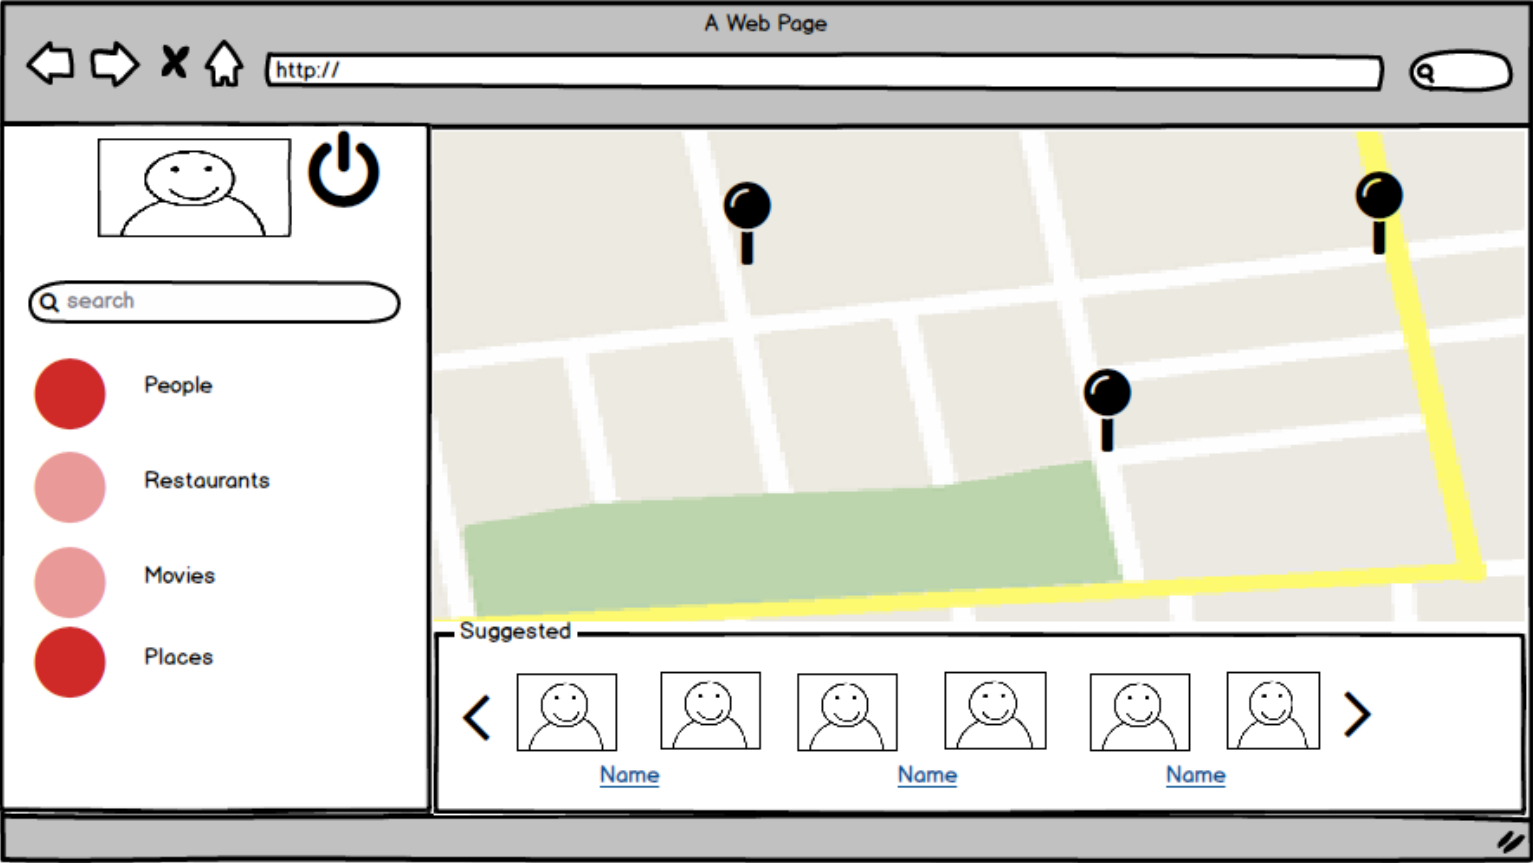 A Web Page
http://
search
People
Restaurants
Movies
Places
Suggested
Name
Name
Name